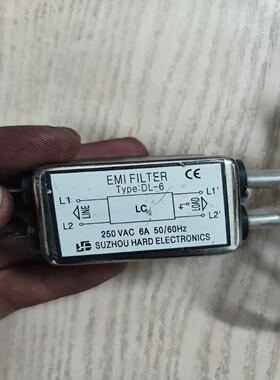 EMI FILTER
Type:DL-6
CE
L1 L1'
LINE LC LOAD
L2 L2'
250 VAC 6A 50/60Hz
SUZHOU HARD ELECTRONICS